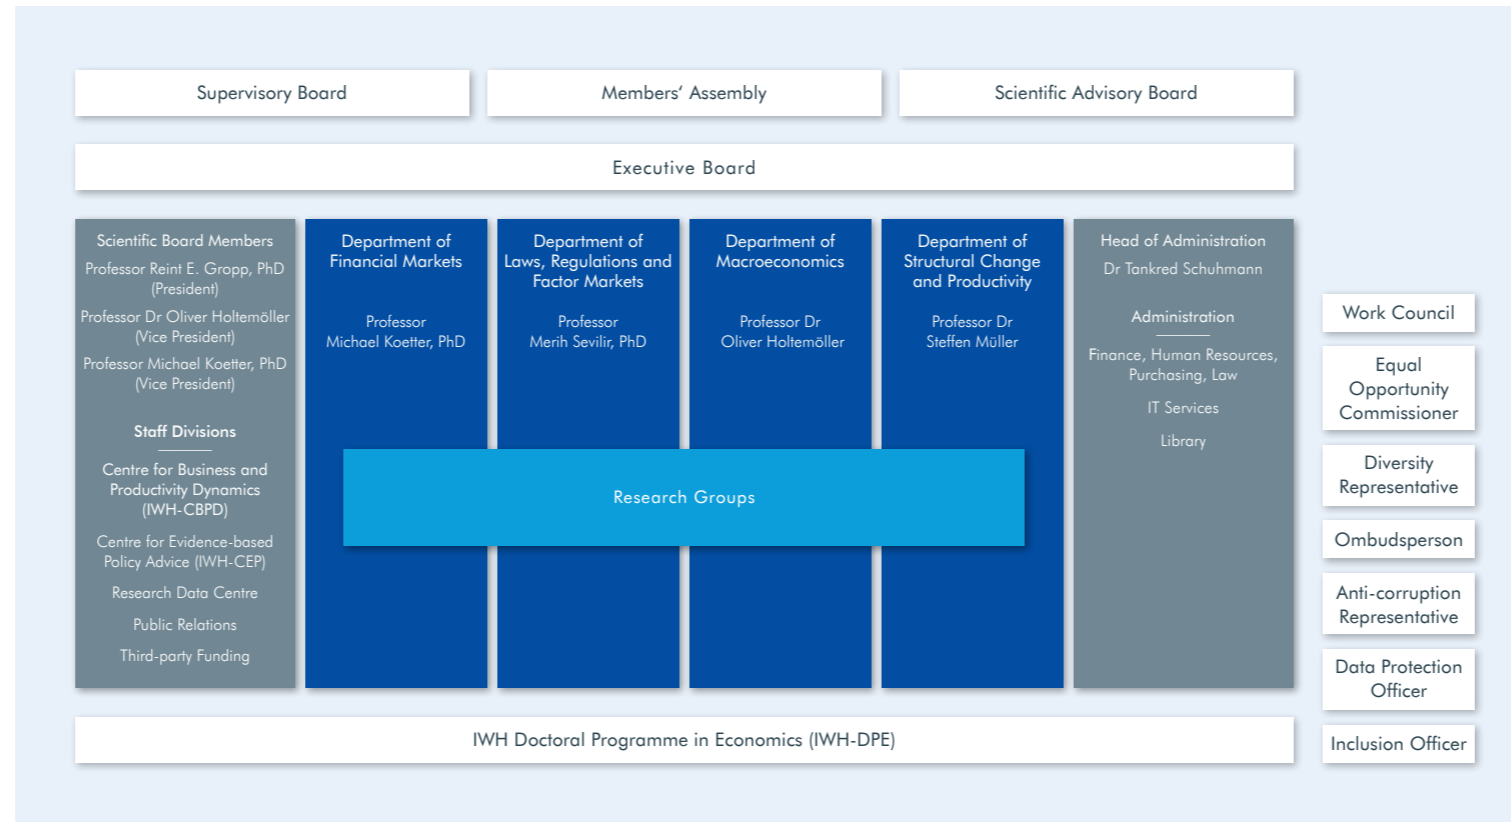 Supervisory Board
Members‘ Assembly
Scientific Advisory Board
Executive Board
Scientific Board Members
Professor Reint E. Gropp, PhD
(President)
Professor Dr Oliver Holtemöller
(Vice President)
Professor Michael Koetter, PhD
(Vice President)
Staff Divisions
Centre for Business and
Productivity Dynamics
(IWH-CBPD)
Centre for Evidence-based
Policy Advice (IWH-CEP)
Research Data Centre
Public Relations
Third-party Funding
Department of
Financial Markets
Professor
Michael Koetter, PhD
Department of
Laws, Regulations and
Factor Markets
Professor
Merih Sevilir, PhD
Department of
Macroeconomics
Professor Dr
Oliver Holtemöller
Department of
Structural Change
and Productivity
Professor Dr
Steffen Müller
Research Groups
Head of Administration
Dr Tankred Schuhmann
Administration
Finance, Human Resources,
Purchasing, Law
IT Services
Library
IWH Doctoral Programme in Economics (IWH-DPE)
Work Council
Equal
Opportunity
Commissioner
Diversity
Representative
Ombudsperson
Anti-corruption
Representative
Data Protection
Officer
Inclusion Officer